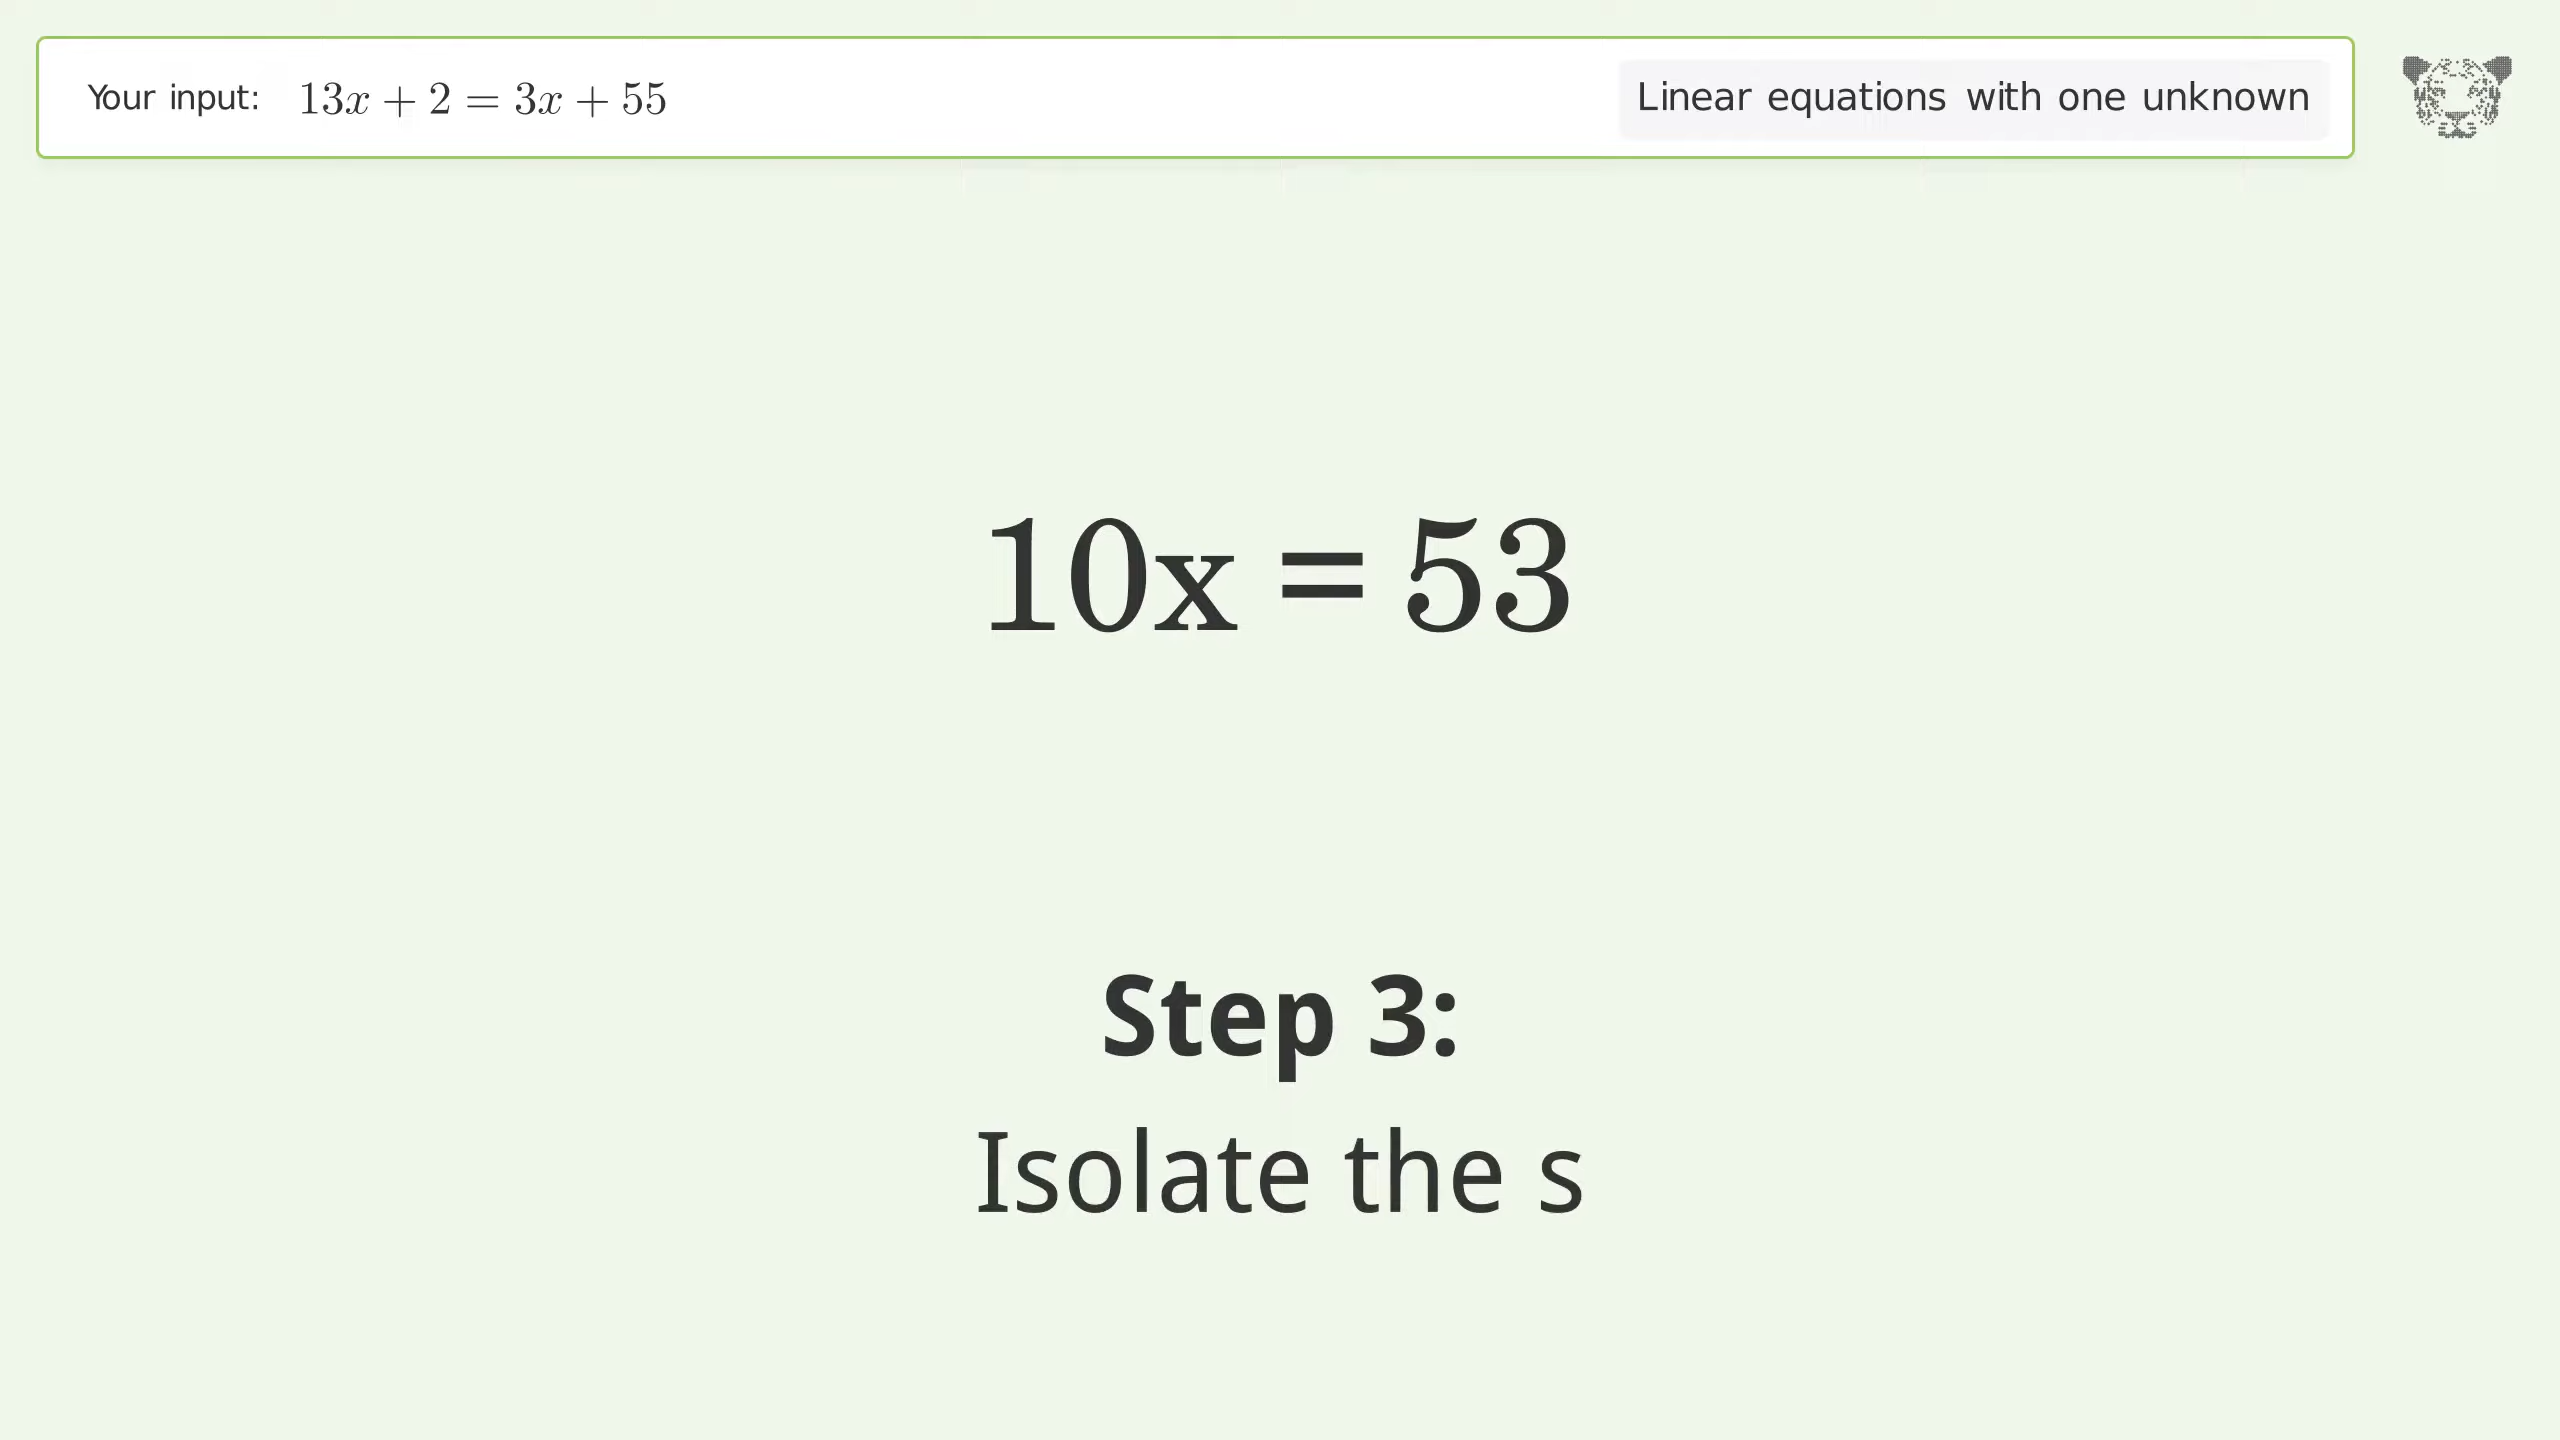 Your input: 13x + 2 = 3x + 55
Linear equations with one unknown
10x = 53
Step 3:
Isolate the s